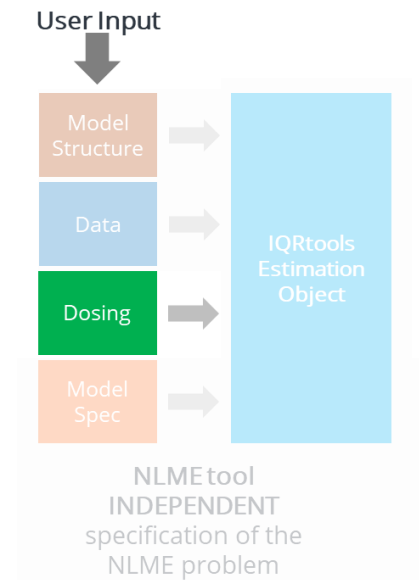 User Input
Model
Structure
Data
Dosing
Model
Spec
IQRtools
Estimation
Object
NLME tool
INDEPENDENT
specification of the
NLME problem